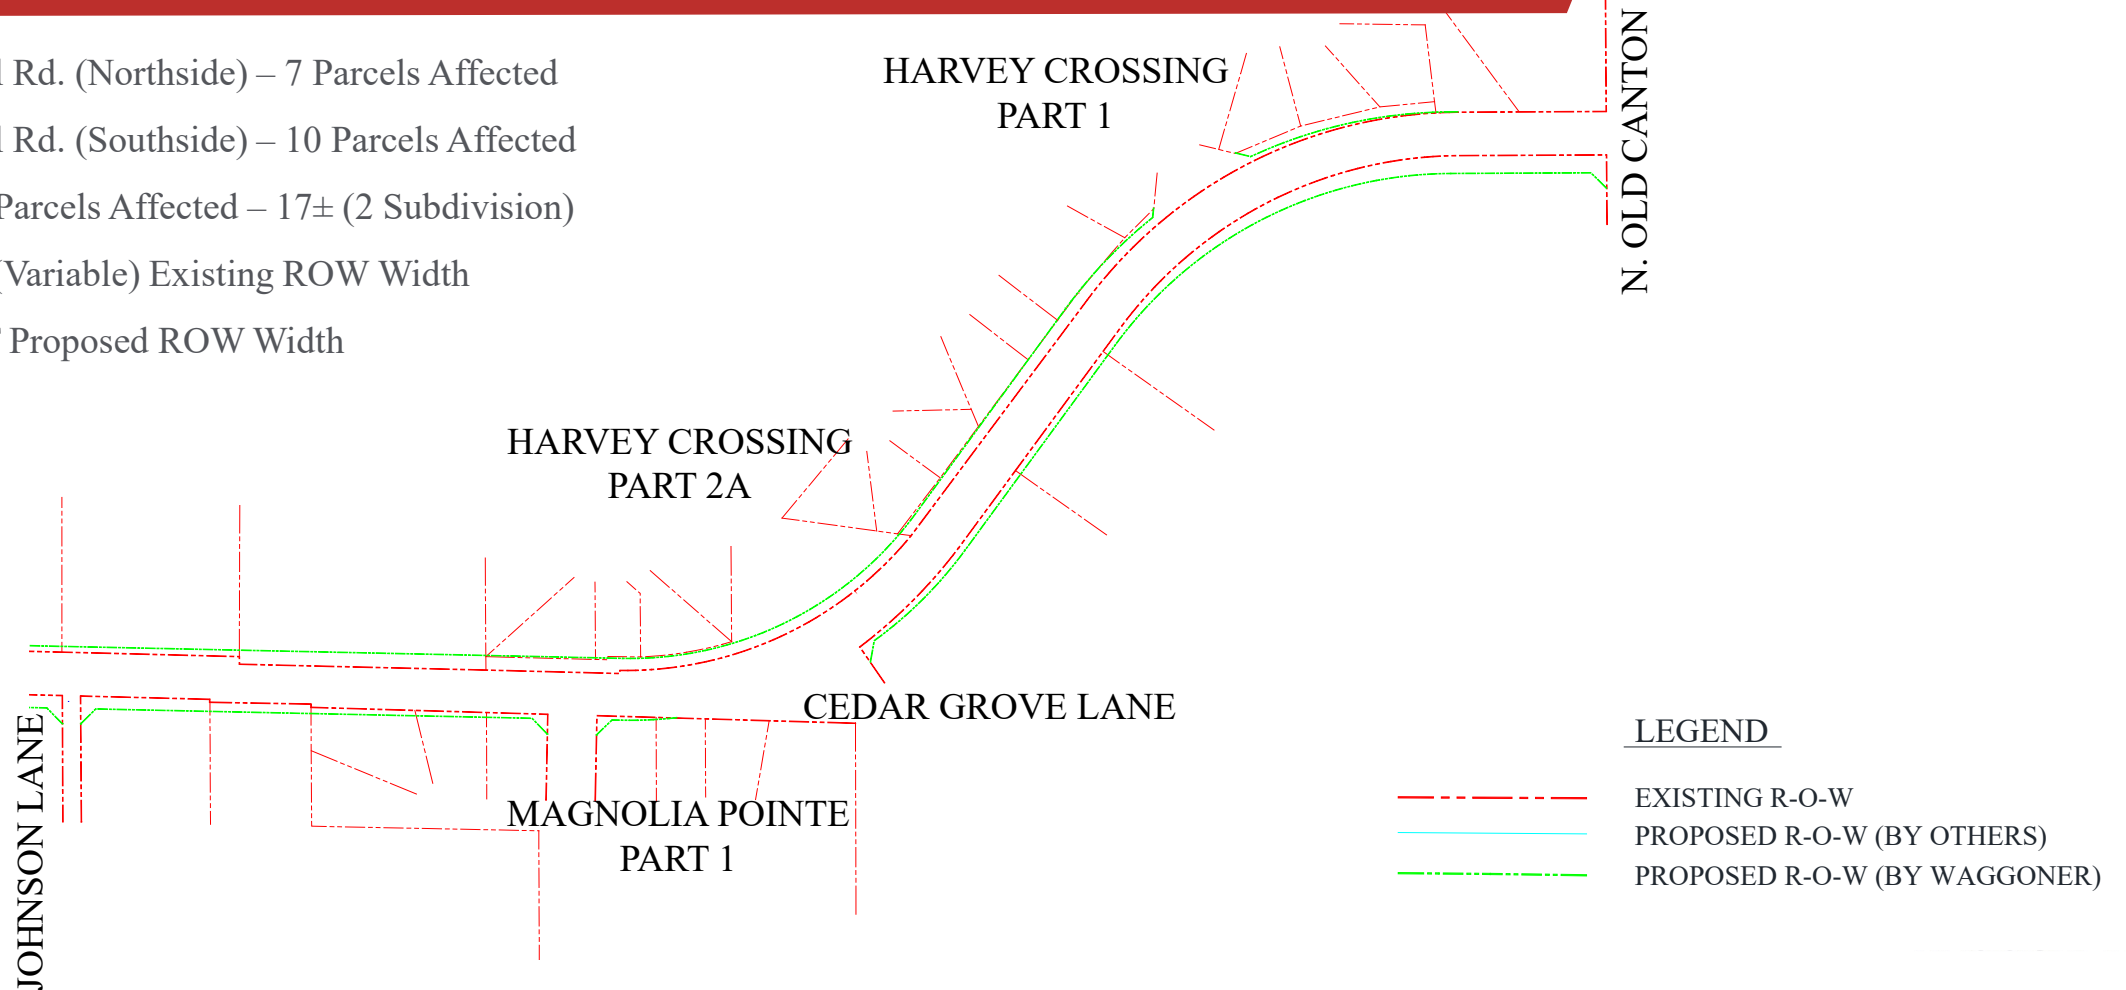 Rd. (Northside) – 7 Parcels Affected
Rd. (Southside) – 10 Parcels Affected
Parcels Affected – 17± (2 Subdivision)
(Variable) Existing ROW Width
Proposed ROW Width
HARVEY CROSSING
PART 1
N. OLD CANTON
HARVEY CROSSING
PART 2A
CEDAR GROVE LANE
MAGNOLIA POINTE
PART 1
JOHNSON LANE
LEGEND
EXISTING R-O-W
PROPOSED R-O-W (BY OTHERS)
PROPOSED R-O-W (BY WAGGONER)